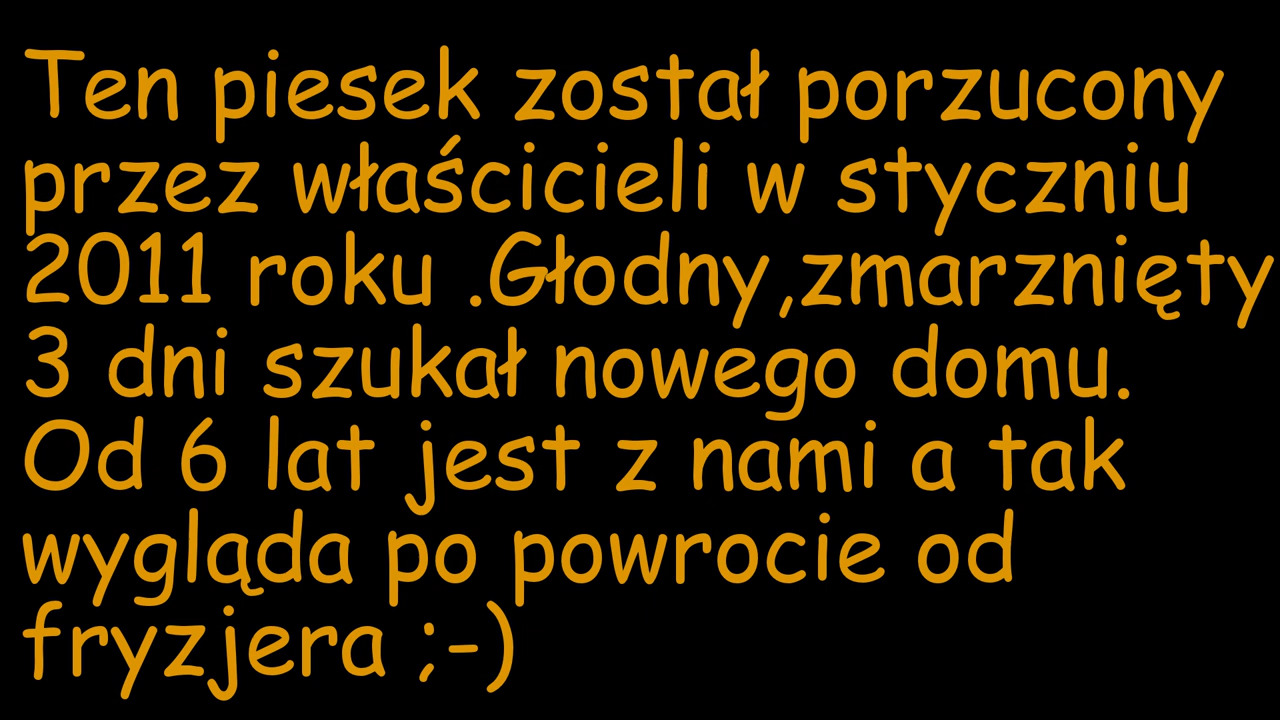 Ten piesek został porzucony
przez właścicieli w styczniu
2011 roku .Głodny,zmarznięty
3 dni szukał nowego domu.
Od 6 lat jest z nami a tak
wygląda po powrocie od
fryzjera ;-)